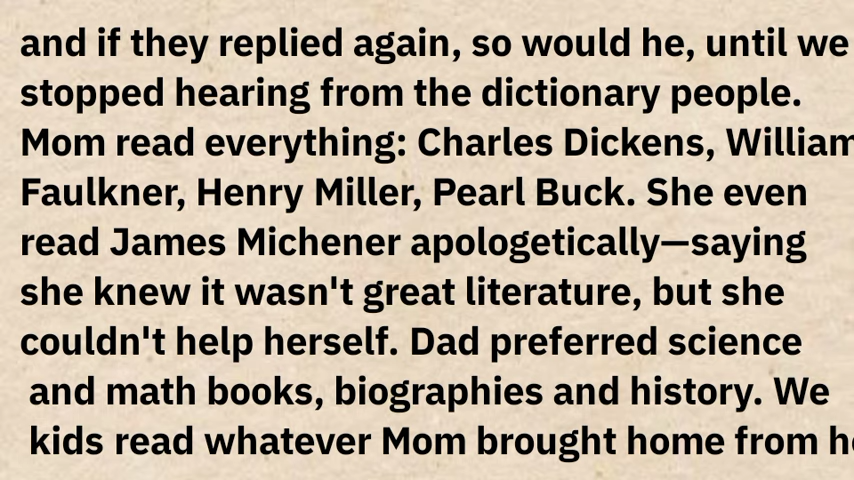 and if they replied again, so would he, until we
stopped hearing from the dictionary people.
Mom read everything: Charles Dickens, William
Faulkner, Henry Miller, Pearl Buck. She even
read James Michener apologetically—saying
she knew it wasn't great literature, but she
couldn't help herself. Dad preferred science
and math books, biographies and history. We
kids read whatever Mom brought home from